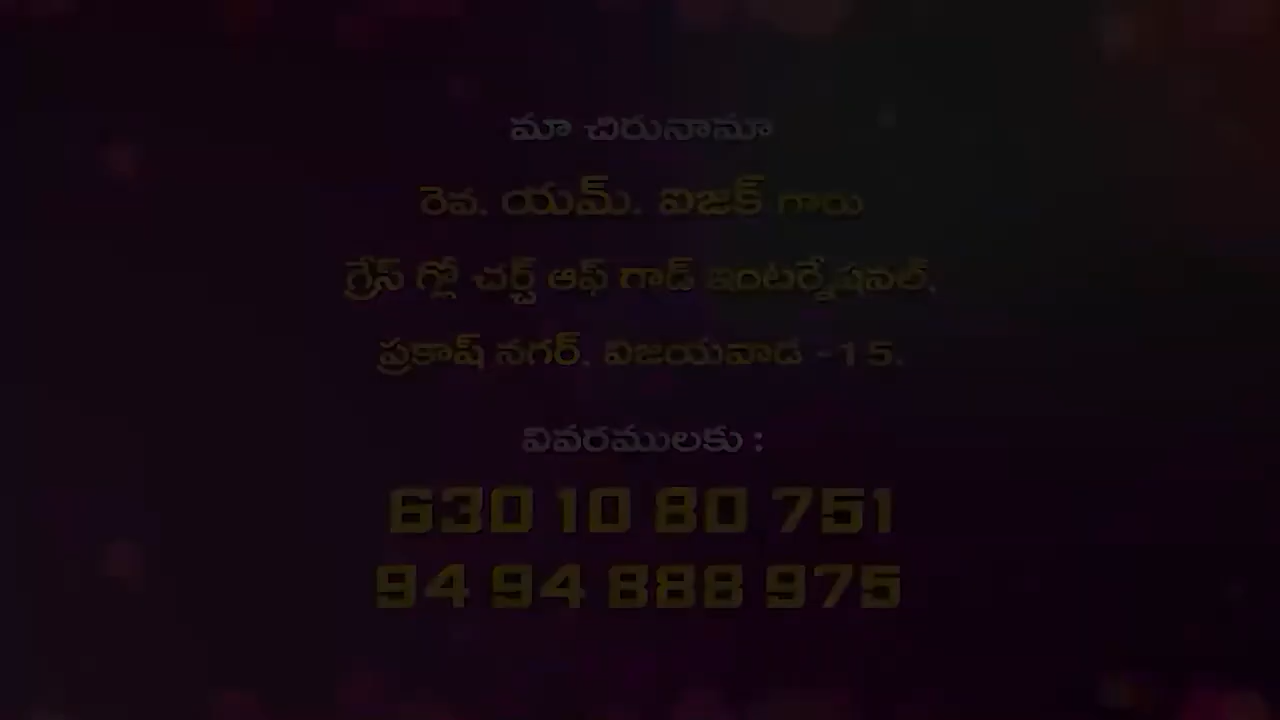 మా చిరునామా
రెవ. యమ్. ఐజక్ గారు
గ్రేస్ గ్లో చర్చ్ ఆఫ్ గాడ్ ఇంటర్నేషనల్,
ప్రకాష్ నగర్, విజయవాడ -15.
వివరములకు :
630 10 80 751
94 94 888 975